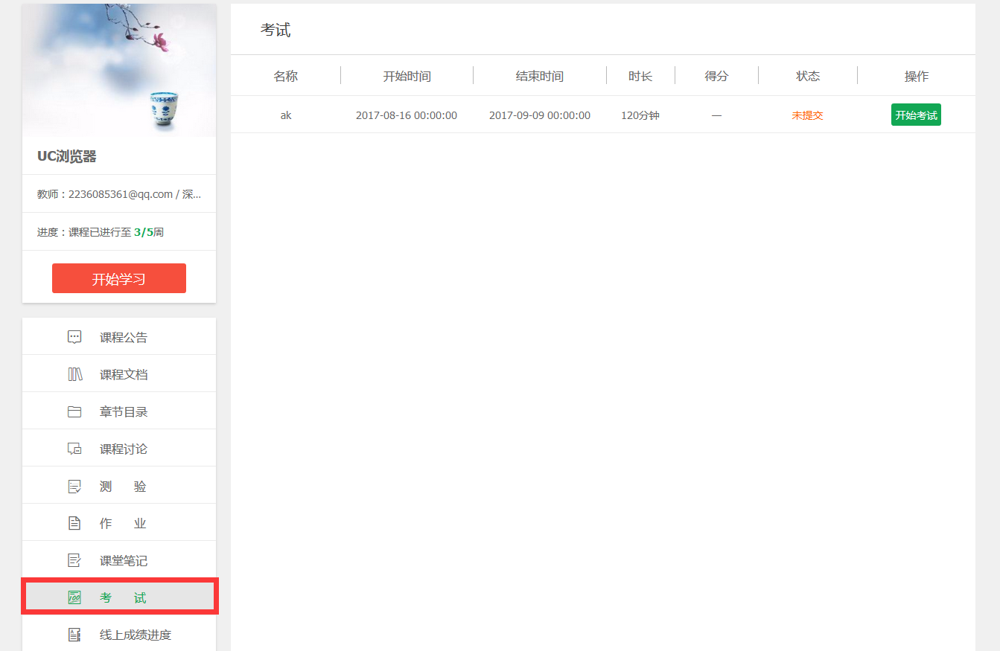 UC浏览器
教师：2236085361@qq.com / 深...
进度：课程已进行至 3/5周
开始学习
课程公告
课程文档
章节目录
课程讨论
测 验
作 业
课堂笔记
考 试
线上成绩进度
考试
名称 开始时间 结束时间 时长 得分 状态 操作
ak 2017-08-16 00:00:00 2017-09-09 00:00:00 120分钟 — 未提交 开始考试